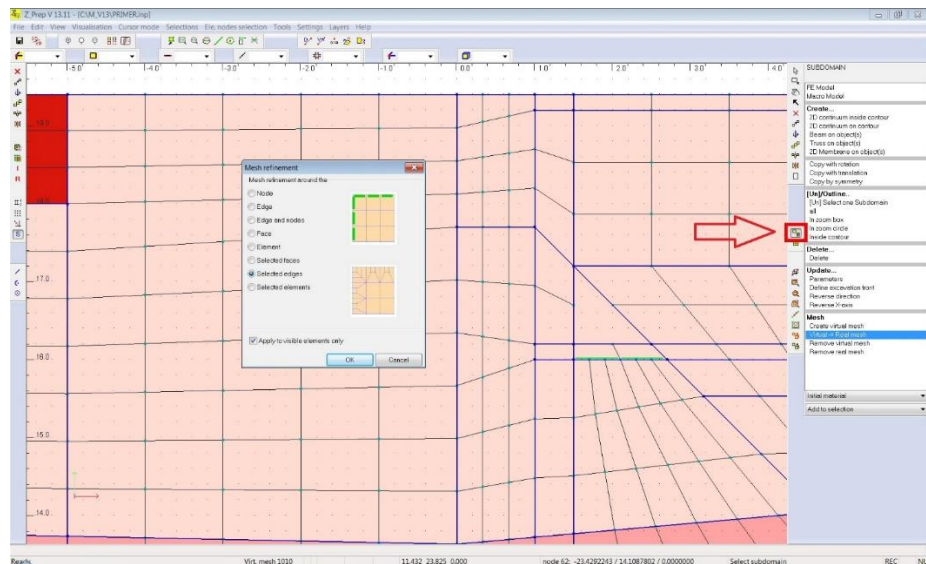 Z_Prep V 13.11 - [C:\M_V13\PRIMER.inp]
File Edit View Visualisation Cursor mode Selections Ele, nodes selection Tools Settings Layers Help
-5.0 -4.0 -3.0 -2.0 -1.0 0.0 1.0 2.0 3.0 4.0
SUBDOMAIN
FE Model
Macro Model
Create...
2D continuum inside contour
2D continuum on contour
Beam on object(s)
Truss on object(s)
2D Membrane on object(s)
Copy with rotation
Copy with translation
Copy by symmetry
[Un]/Outline...
[Un] Select one Subdomain
all
In zoom box
In zoom circle
Inside contour
Delete...
Delete
Update...
Parameters
Define excavation front
Reverse direction
Reverse X-axis
Mesh
Create virtual mesh
Virtual -> Real mesh
Remove virtual mesh
Remove real mesh
Initial material
Add to selection
Mesh refinement
Mesh refinement around the
Node
Edge
Edge end nodes
Face
Element
Selected faces
Selected edges
Selected elements
Apply to visible elements only
OK Cancel
17.0
16.0
15.0
14.0
Ready Virt. mesh 1010 11.432 23.825 0.000 node 62: -23.4292243 / 14.1087802 / 0.0000000 Select subdomain REC